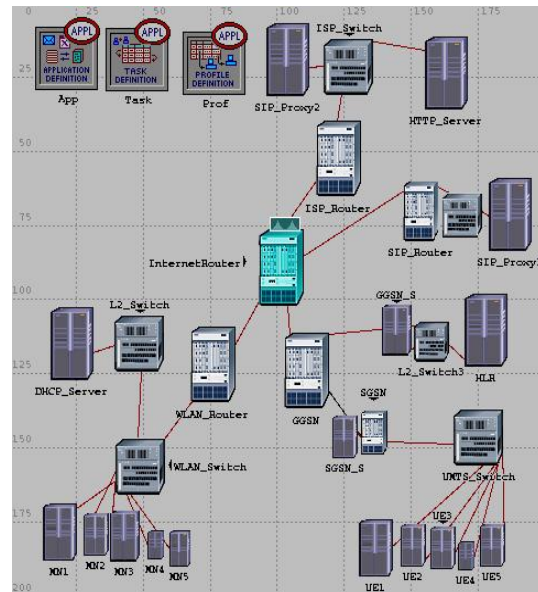 0 25 50 75 100 125 150 175
APPL APPL APPL
APPLICATION DEFINITION
TASK DEFINITION
PROFILE DEFINITION
App Task Prof
ISP_Switch
25
SIP_Proxy2
HTTP_Server
50
ISP_Router
75
SIP_Router
SIP_Proxy
InternetRouter
100
L2_Switch
GGSN_S
125
DHCP_Server
WLAN_Router
GGSN
L2_Switch3
HLR
SGSN
150
WLAN_Switch
SGSN_S
UMTS_Switch
175
UE3
MN1 MN2 MN3 MN4 MN5
UE1 UE2 UE4 UE5
200